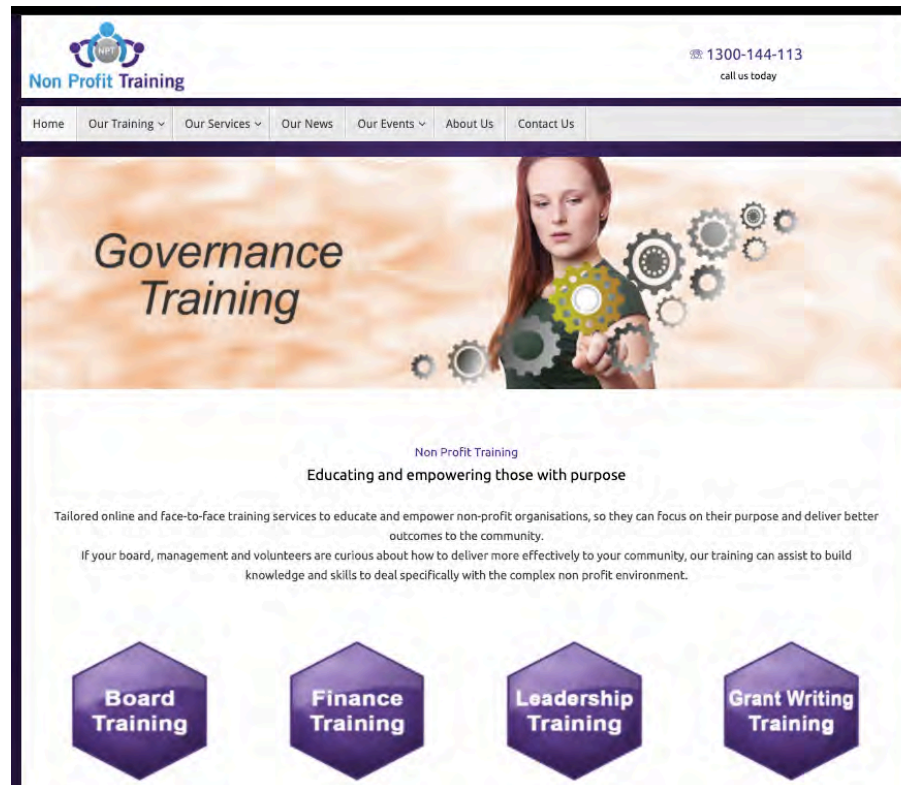 NPT
Non Profit Training
☏ 1300-144-113
call us today
Home Our Training Our Services Our News Our Events About Us Contact Us
Governance
Training
Non Profit Training
Educating and empowering those with purpose
Tailored online and face-to-face training services to educate and empower non-profit organisations, so they can focus on their purpose and deliver better
outcomes to the community.
If your board, management and volunteers are curious about how to deliver more effectively to your community, our training can assist to build
knowledge and skills to deal specifically with the complex non profit environment.
Board
Training
Finance
Training
Leadership
Training
Grant Writing
Training